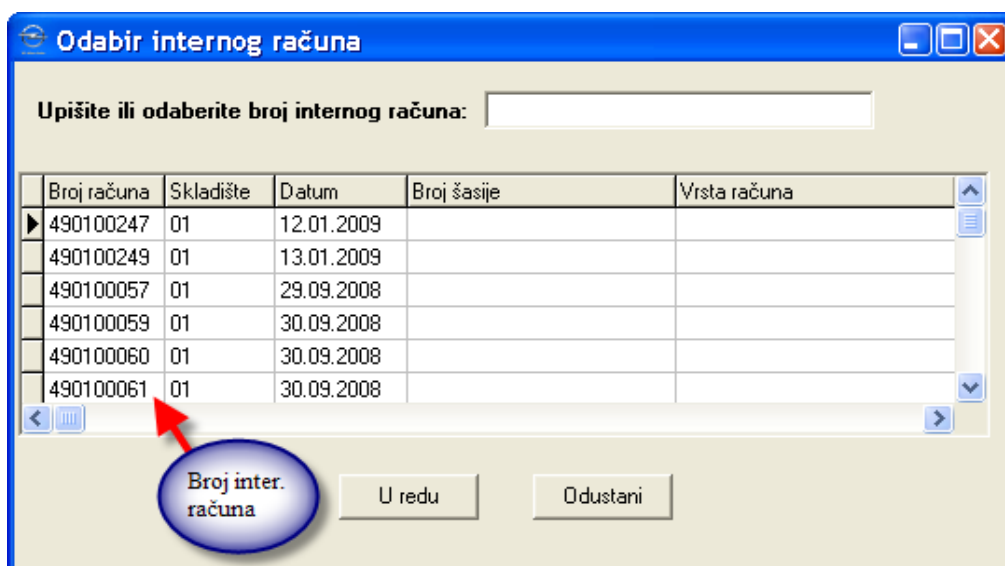 Odabir internog računa
Upišite ili odaberite broj internog računa:
Broj računa Skladište Datum Broj šasije Vrsta računa
490100247 01 12.01.2009
490100249 01 13.01.2009
490100057 01 29.09.2008
490100059 01 30.09.2008
490100060 01 30.09.2008
490100061 01 30.09.2008
Broj inter.
računa
U redu Odustani